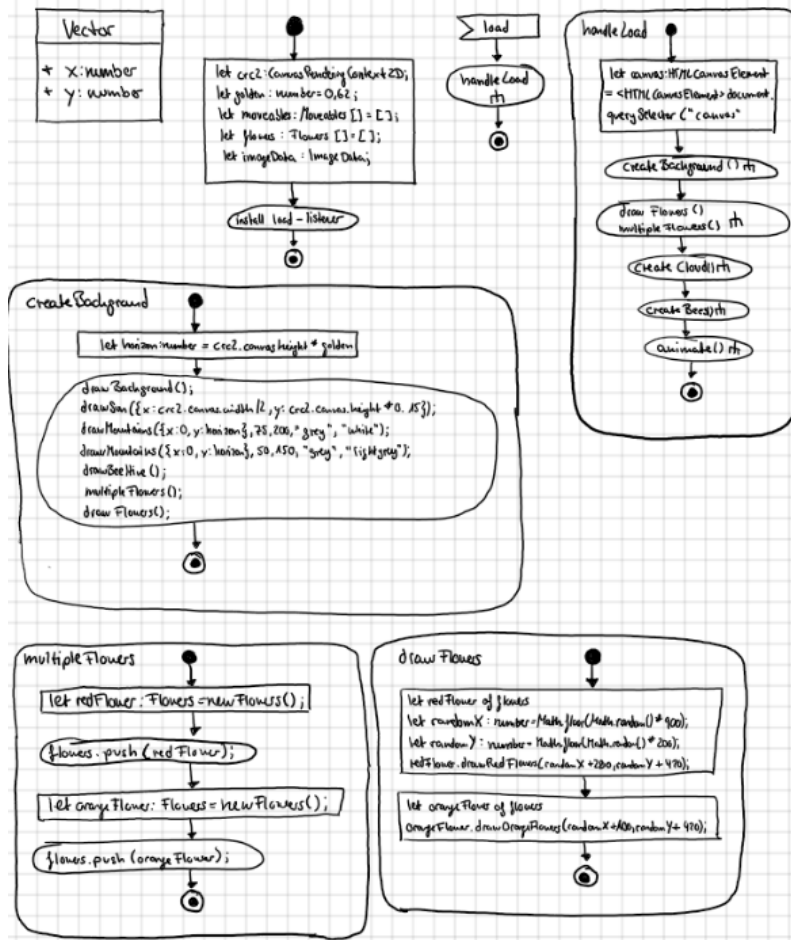 Vector
+ x:number
+ y:number
let crc2:CanvasRenderingContext2D;
let golden:number=0,62;
let moveables:Moveables[]=[];
let flowers:Flowers[]=[];
let imageData:ImageData;
install load-listener
load
handleLoad
handleLoad
let canvas:HTMLCanvasElement
= <HTMLCanvasElement> document.
querySelector("canvas"
createBackground()
drawFlowers()
multipleFlowers()
createCloud()
createBees)
animate()
createBackground
let horizon:number = crc2.canvas.height * golden
drawBackground();
drawSun({x:crc2.canvas.width/2,y:crc2.canvas.height*0.15});
drawMountains({x:0,y:horizon},75,200,"grey","white");
drawMountains({x:0,y:horizon},50,150,"grey","lightgrey");
drawBeeHive();
multipleFlowers();
drawFlowers();
multipleFlowers
let redFlower:Flowers=newFlowers();
flowers.push(redFlower);
let orangeFlower:Flowers=newFlowers();
flowers.push(orangeFlower);
drawFlowers
let redFlower of flowers
let randomX:number=Math.floor(Math.random()*900);
let randomY:number=Math.floor(Math.random()*200);
redFlower.drawRedFlowers(randomX+280,randomY+420);
let orangeFlower of flowers
orangeFlower.drawOrangeFlowers(randomX+100,randomY+420);